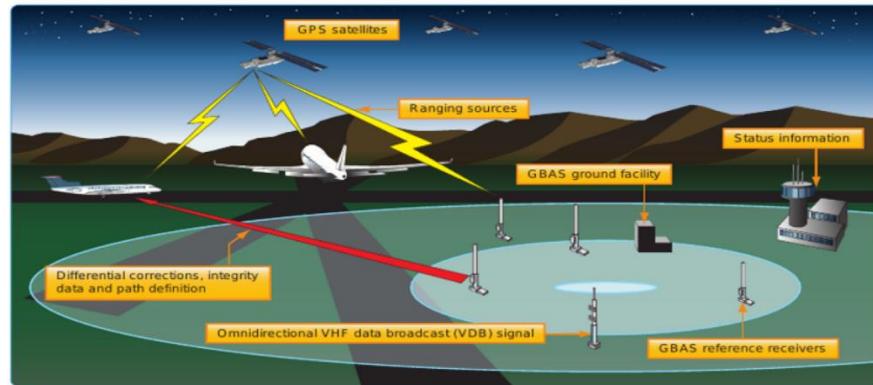 GPS satellites
Ranging sources
Status information
GBAS ground facility
Differential corrections, integrity
data and path definition
Omnidirectional VHF data broadcast (VDB) signal
GBAS reference receivers